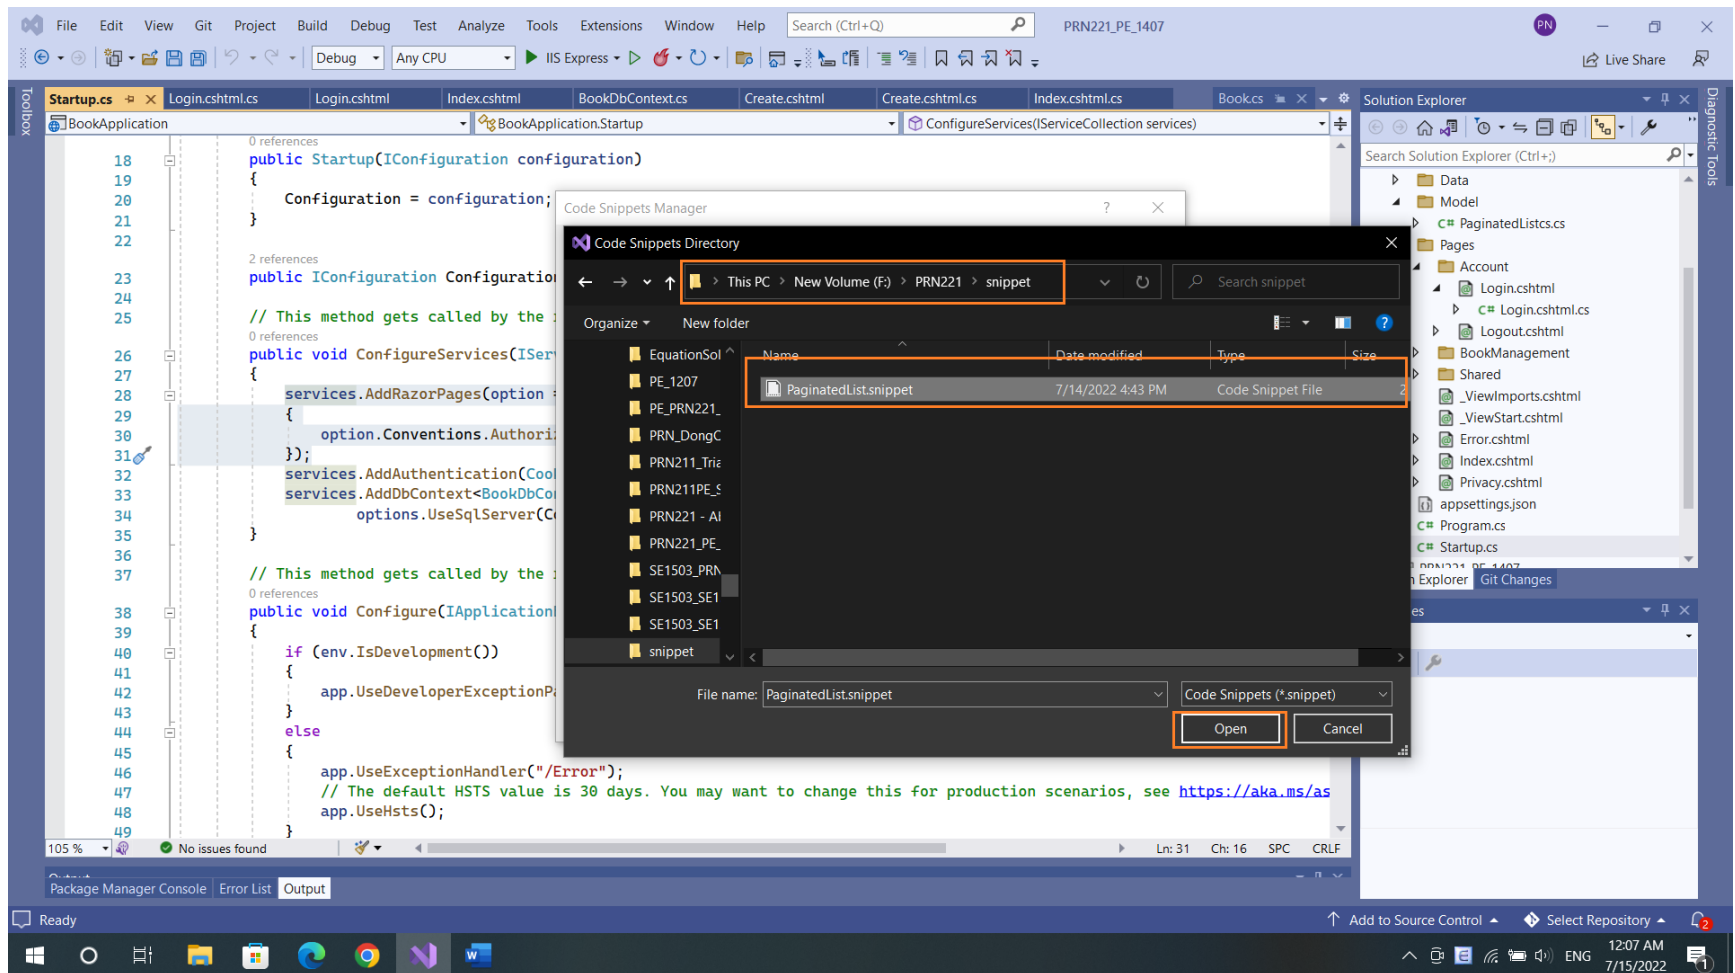 File Edit View Git Project Build Debug Test Analyze Tools Extensions Window Help Search (Ctrl+Q) PRN221_PE_1407 PN
Debug Any CPU IIS Express Live Share
Toolbox
Startup.cs Login.cshtml.cs Login.cshtml Index.cshtml BookDbContext.cs Create.cshtml Create.cshtml.cs Index.cshtml.cs Book.cs
BookApplication BookApplication.Startup ConfigureServices(IServiceCollection services)
0 references
18 public Startup(IConfiguration configuration)
19 {
20 Configuration = configuration;
21 }
22
2 references
23 public IConfiguration Configuration
24
25 // This method gets called by the
0 references
26 public void ConfigureServices(ISer
27 {
28 services.AddRazorPages(option
29 {
30 option.Conventions.Authori
31 });
32 services.AddAuthentication(Coo
33 services.AddDbContext<BookDbCo
34 options.UseSqlServer(C
35 }
36
37 // This method gets called by the
0 references
38 public void Configure(IApplication
39 {
40 if (env.IsDevelopment())
41 {
42 app.UseDeveloperExceptionP
43 }
44 else
45 {
46 app.UseExceptionHandler("/Error");
47 // The default HSTS value is 30 days. You may want to change this for production scenarios, see https://aka.ms/as
48 app.UseHsts();
49 }
105 % No issues found Ln: 31 Ch: 16 SPC CRLF
Package Manager Console Error List Output
Code Snippets Manager ?
Code Snippets Directory
This PC > New Volume (F:) > PRN221 > snippet Search snippet
Organize New folder
Name Date modified Type Size
PaginatedList.snippet 7/14/2022 4:43 PM Code Snippet File 2
EquationSol
PE_1207
PE_PRN221_
PRN_DongC
PRN211_Tria
PRN211PE_S
PRN221 - Al
PRN221_PE_
SE1503_PRN
SE1503_SE1
SE1503_SE1
snippet
File name: PaginatedList.snippet Code Snippets (*.snippet)
Open Cancel
Solution Explorer
Search Solution Explorer (Ctrl+;)
Data
Model
C# PaginatedListcs.cs
Pages
Account
Login.cshtml
C# Login.cshtml.cs
Logout.cshtml
BookManagement
Shared
_ViewImports.cshtml
_ViewStart.cshtml
Error.cshtml
Index.cshtml
Privacy.cshtml
appsettings.json
C# Program.cs
C# Startup.cs
Explorer Git Changes
es
Diagnostic Tools
Ready Add to Source Control Select Repository 2
ENG 12:07 AM
7/15/2022 1